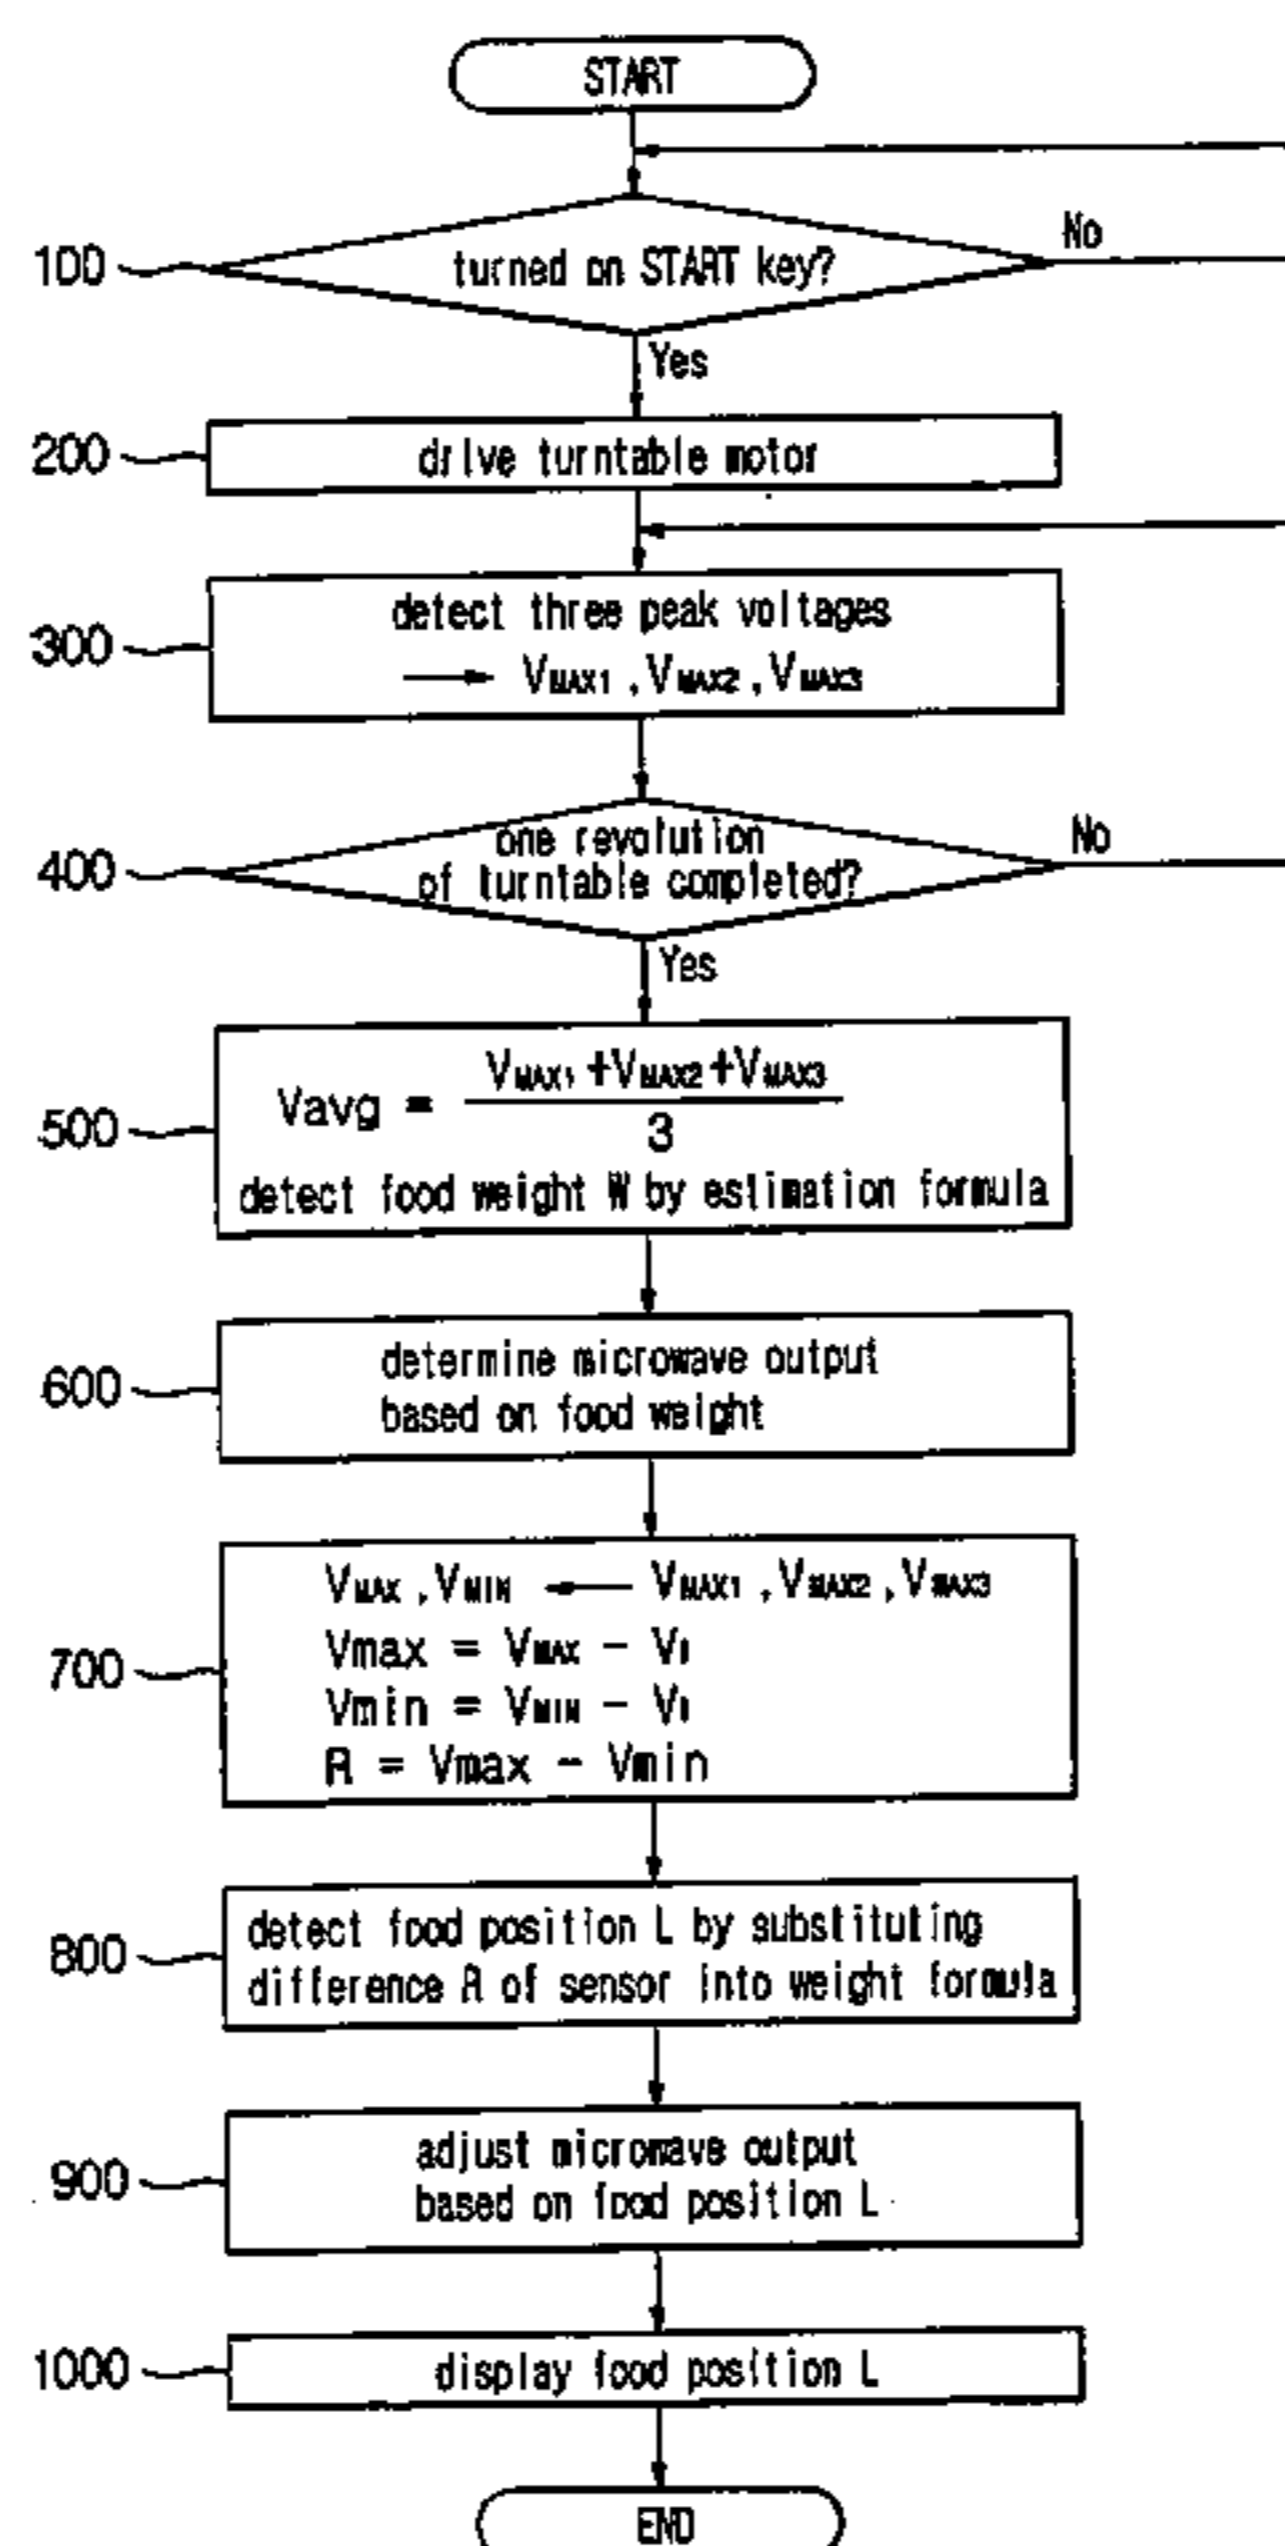 START
100 turned on START key? No
Yes
200 drive turntable motor
300 detect three peak voltages
→ VMAX1, VMAX2, VMAX3
400 one revolution
of turntable completed? No
Yes
500 Vavg = VMAX1+VMAX2+VMAX3
3
detect food weight W by estimation formula
600 determine microwave output
based on food weight
700 VMAX, VMIN ← VMAX1, VMAX2, VMAX3
Vmax = VMAX - VI
Vmin = VMIN - VI
R = Vmax - Vmin
800 detect food position L by substituting
difference R of sensor into weight formula
900 adjust microwave output
based on food position L
1000 display food position L
END